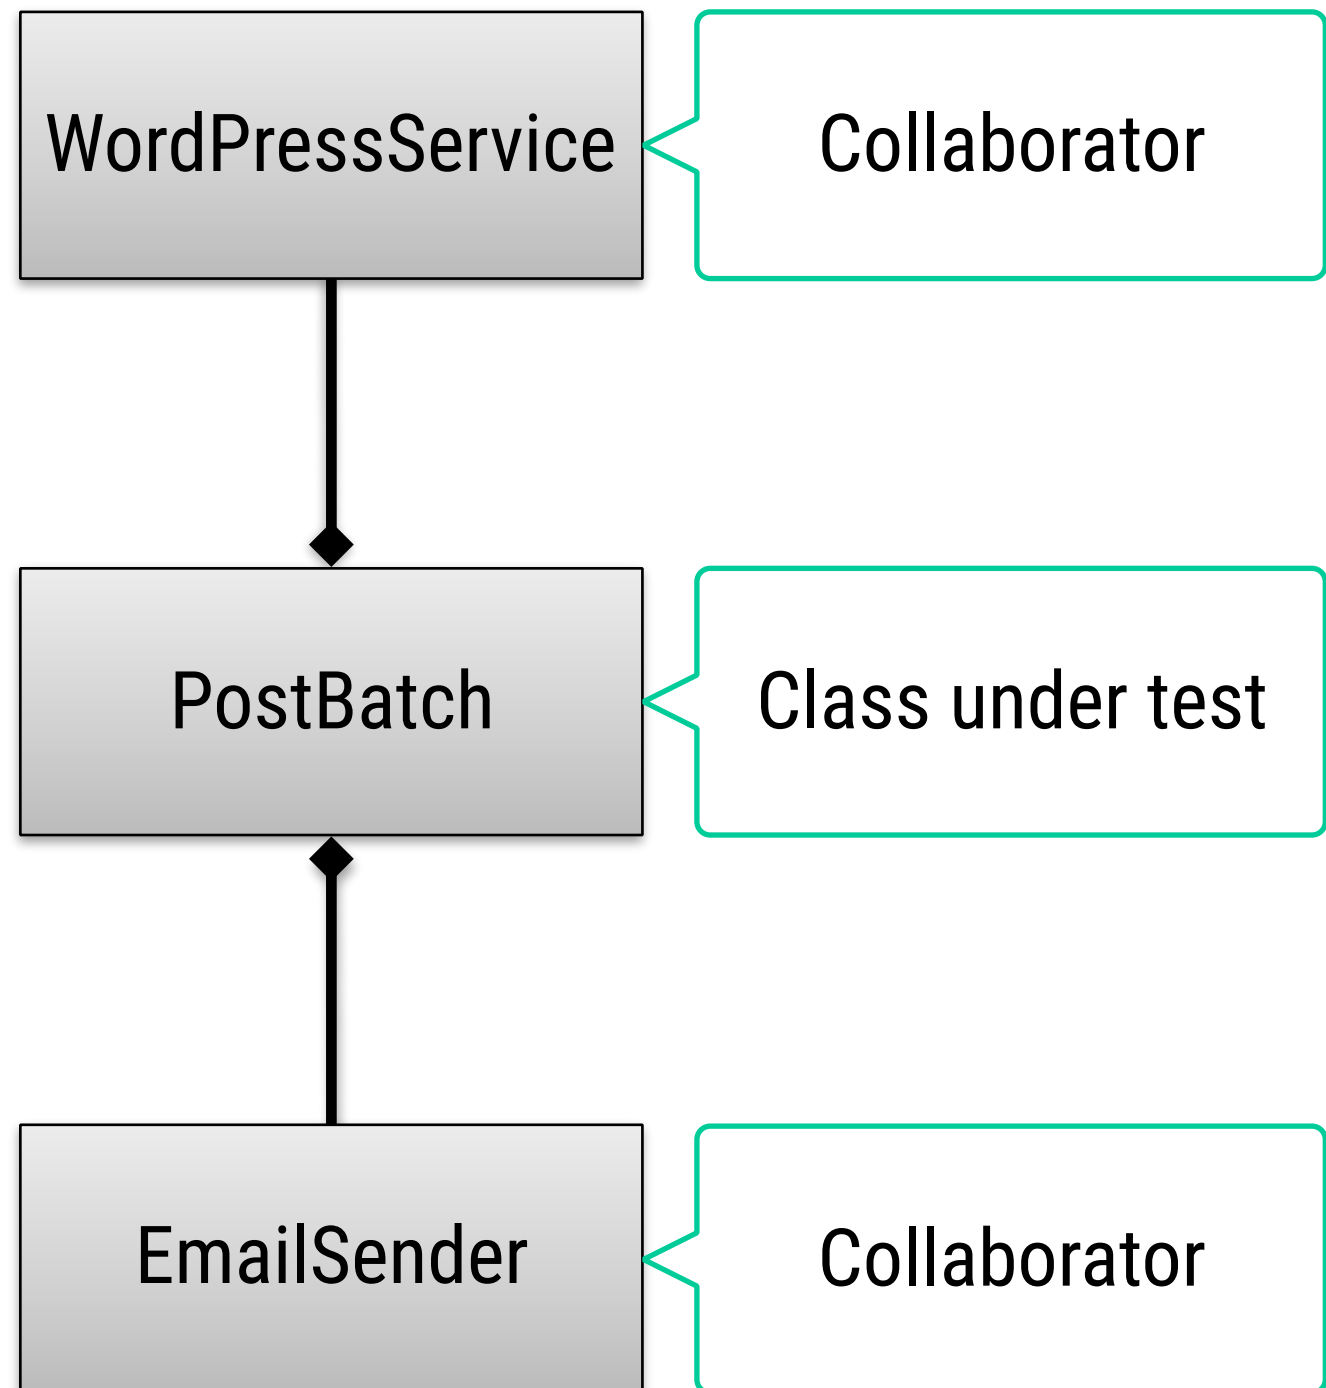 WordPressService
Collaborator
PostBatch
Class under test
EmailSender
Collaborator